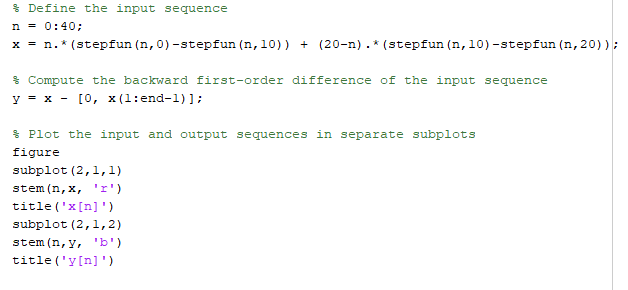 % Define the input sequence
n = 0:40;
x = n.*(stepfun(n,0)-stepfun(n,10)) + (20-n).*(stepfun(n,10)-stepfun(n,20));
% Compute the backward first-order difference of the input sequence
y = x - [0, x(1:end-1)];
% Plot the input and output sequences in separate subplots
figure
subplot(2,1,1)
stem(n,x, 'r')
title('x[n]')
subplot(2,1,2)
stem(n,y, 'b')
title('y[n]')